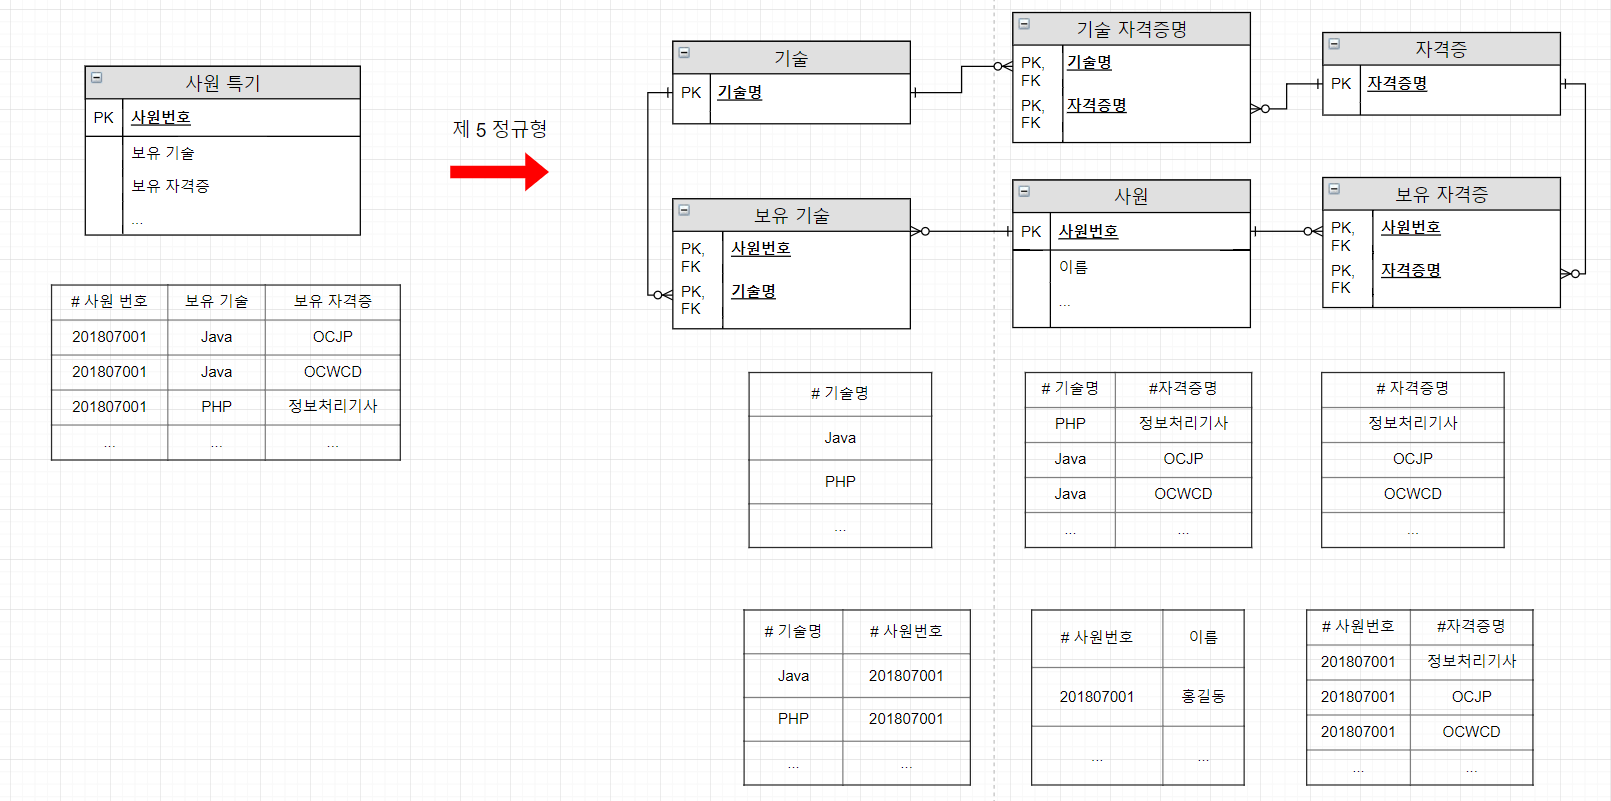 사원 특기
PK 사원번호
보유 기술
보유 자격증
...
제 5 정규형
기술
PK 기술명
기술 자격증명
PK, FK 기술명
PK, FK 자격증명
자격증
PK 자격증명
보유 기술
PK, FK 사원번호
PK, FK 기술명
사원
PK 사원번호
이름
...
보유 자격증
PK, FK 사원번호
PK, FK 자격증명
# 사원 번호 보유 기술 보유 자격증
201807001 Java OCJP
201807001 Java OCWCD
201807001 PHP 정보처리기사
... ... ...
# 기술명
Java
PHP
...
# 기술명 #자격증명
PHP 정보처리기사
Java OCJP
Java OCWCD
... ...
# 자격증명
정보처리기사
OCJP
OCWCD
...
# 기술명 # 사원번호
Java 201807001
PHP 201807001
... ...
# 사원번호 이름
201807001 홍길동
... ...
# 사원번호 #자격증명
201807001 정보처리기사
201807001 OCJP
201807001 OCWCD
... ...